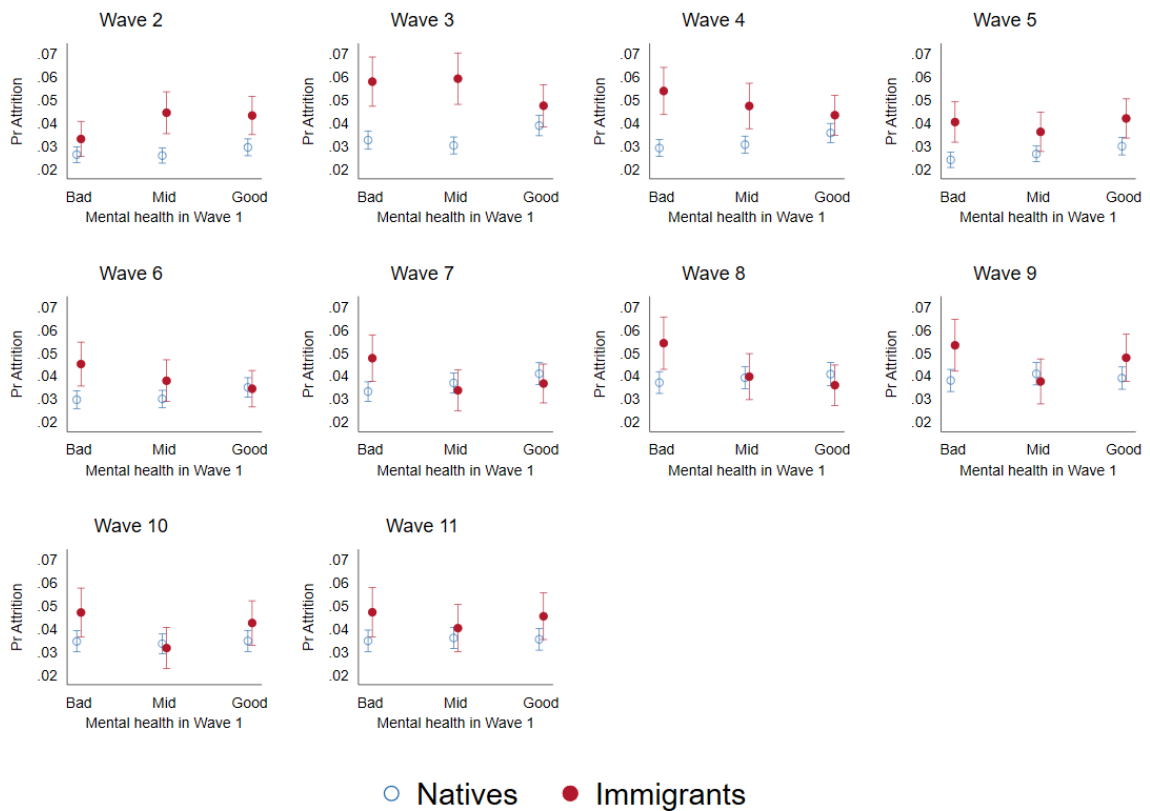 Wave 2
Wave 3
Wave 4
Wave 5
Pr Attrition
.07
.06
.05
.04
.03
.02
Bad Mid Good
Mental health in Wave 1
Pr Attrition
.07
.06
.05
.04
.03
.02
Bad Mid Good
Mental health in Wave 1
Pr Attrition
.07
.06
.05
.04
.03
.02
Bad Mid Good
Mental health in Wave 1
Pr Attrition
.07
.06
.05
.04
.03
.02
Bad Mid Good
Mental health in Wave 1
Wave 6
Wave 7
Wave 8
Wave 9
Pr Attrition
.07
.06
.05
.04
.03
.02
Bad Mid Good
Mental health in Wave 1
Pr Attrition
.07
.06
.05
.04
.03
.02
Bad Mid Good
Mental health in Wave 1
Pr Attrition
.07
.06
.05
.04
.03
.02
Bad Mid Good
Mental health in Wave 1
Pr Attrition
.07
.06
.05
.04
.03
.02
Bad Mid Good
Mental health in Wave 1
Wave 10
Wave 11
Pr Attrition
.07
.06
.05
.04
.03
.02
Bad Mid Good
Mental health in Wave 1
Pr Attrition
.07
.06
.05
.04
.03
.02
Bad Mid Good
Mental health in Wave 1
Natives Immigrants